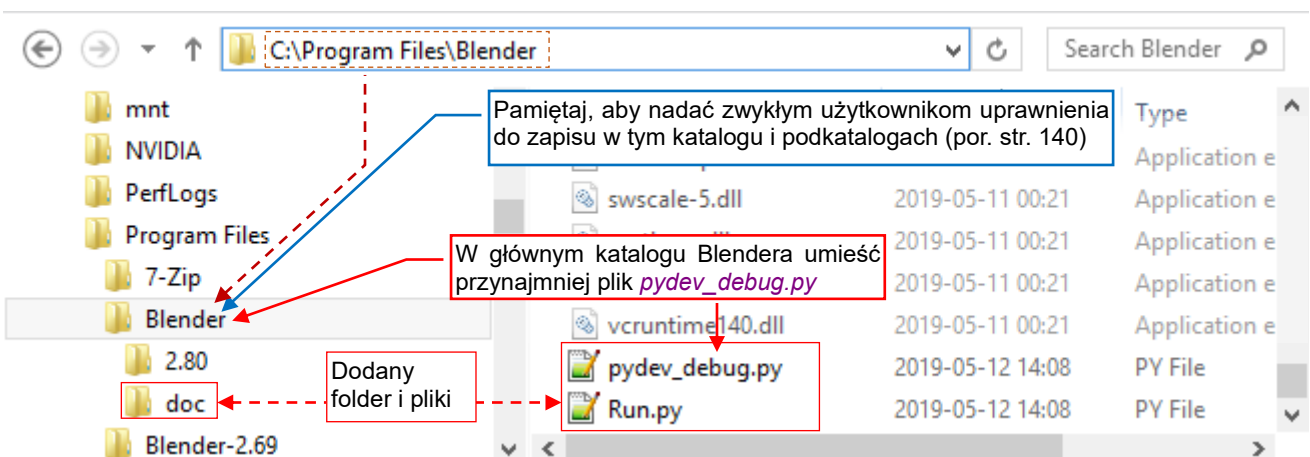 C:\Program Files\Blender
Search Blender
mnt
NVIDIA
PerfLogs
Program Files
7-Zip
Blender
2.80
doc
Blender-2.69
Pamiętaj, aby nadać zwykłym użytkownikom uprawnienia
do zapisu w tym katalogu i podkatalogach (por. str. 140)
W głównym katalogu Blendera umieść
przynajmniej plik pydev_debug.py
Dodany
folder i pliki
Type
Application e
swscale-5.dll 2019-05-11 00:21 Application e
2019-05-11 00:21 Application e
2019-05-11 00:21 Application e
vcruntime140.dll 2019-05-11 00:21 Application e
pydev_debug.py 2019-05-12 14:08 PY File
Run.py 2019-05-12 14:08 PY File